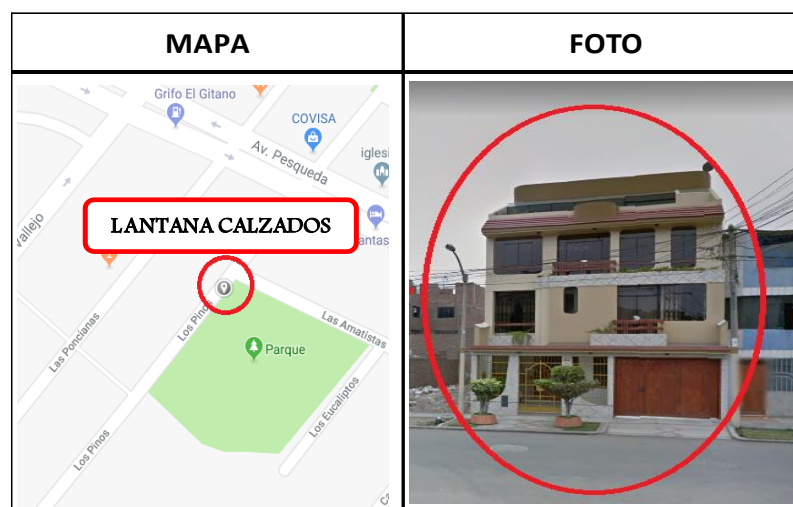 MAPA
FOTO
Grifo El Gitano
COVISA
Av. Pesqueda
iglesi
LANTANA CALZADOS
vallejo
antas
Los Pinos
Las Amatistas
Las Poncianas
Parque
Los Eucaliptos
Los Pinos